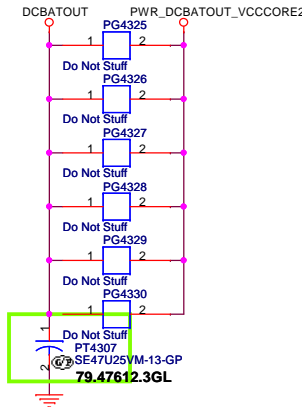 DCBATOUT PWR_DCBATOUT_VCCCORE2
PG4325
1 2
Do Not Stuff
PG4326
1 2
Do Not Stuff
PG4327
1 2
Do Not Stuff
PG4328
1 2
Do Not Stuff
PG4329
1 2
Do Not Stuff
PG4330
1 2
Do Not Stuff
1
PT4307
SE47U25VM-13-GP
2
79.47612.3GL